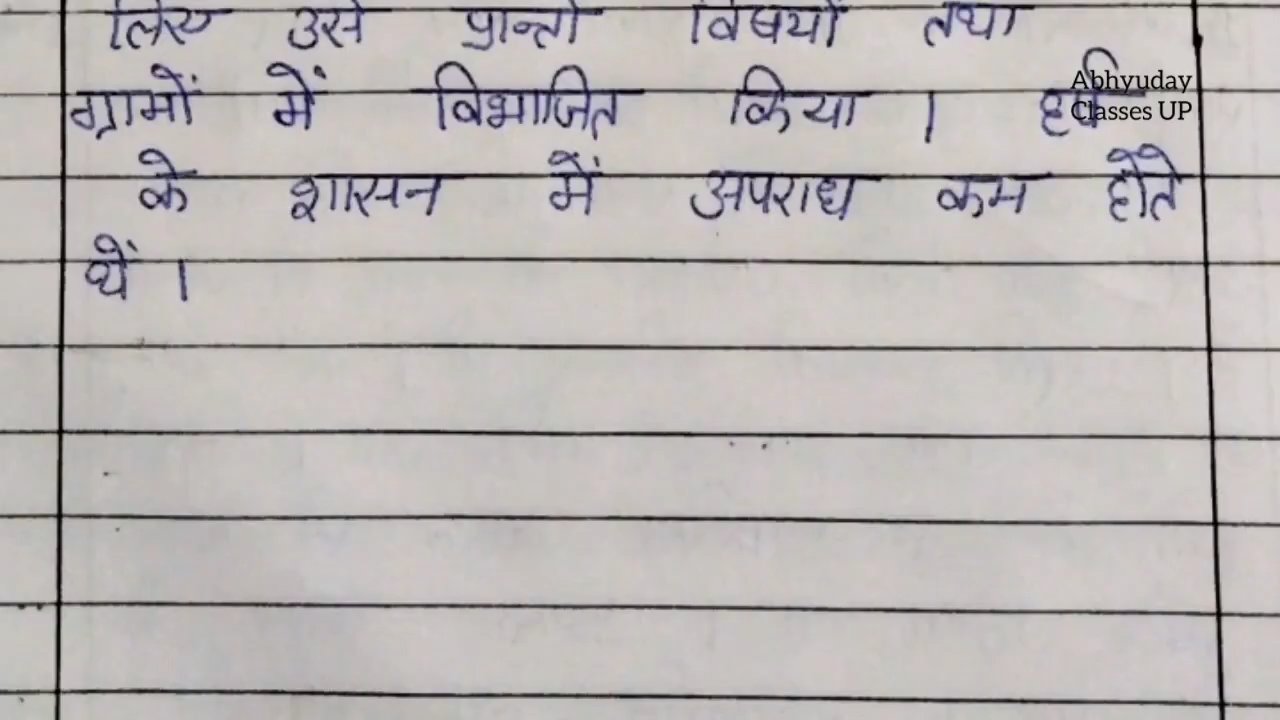 लिए उसे प्रान्तो विषयों तथा
ग्रामों में विभाजित किया । Abhyuday
Classes UP
के शासन में अपराध कम होते
थें ।